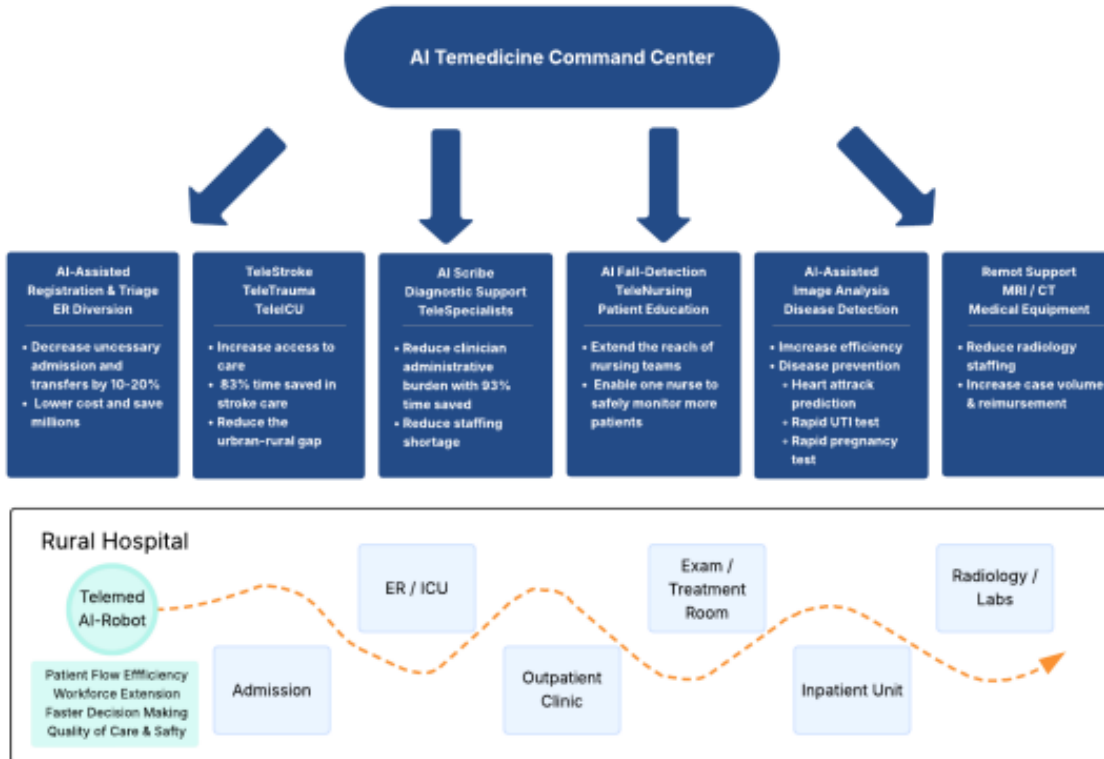 AI Temedicine Command Center
AI-Assisted
Registration & Triage
ER Diversion
• Decrease uncessary
admission and
transfers by 10-20%
• Lower cost and save
millions
TeleStroke
TeleTrauma
TeleICU
• Increase access to
care
• 83% time saved in
stroke care
• Reduce the
urbran-rural gap
AI Scribe
Diagnostic Support
TeleSpecialists
• Reduce clinician
administrative
burden with 93%
time saved
• Reduce staffing
shortage
AI Fall-Detection
TeleNursing
Patient Education
• Extend the reach of
nursing teams
• Enable one nurse to
safely monitor more
patients
AI-Assisted
Image Analysis
Disease Detection
• Imcrease efficiency
• Disease prevention
+ Heart attrack
prediction
+ Rapid UTI test
+ Rapid pregnancy
test
Remot Support
MRI / CT
Medical Equipment
• Reduce radiology
staffing
• Increase case volume
& reimursement
Rural Hospital
Telemed
AI-Robot
Patient Flow Effficiency
Workforce Extension
Faster Decision Making
Quality of Care & Safty
Admission
ER / ICU
Outpatient
Clinic
Exam /
Treatment
Room
Inpatient Unit
Radiology /
Labs